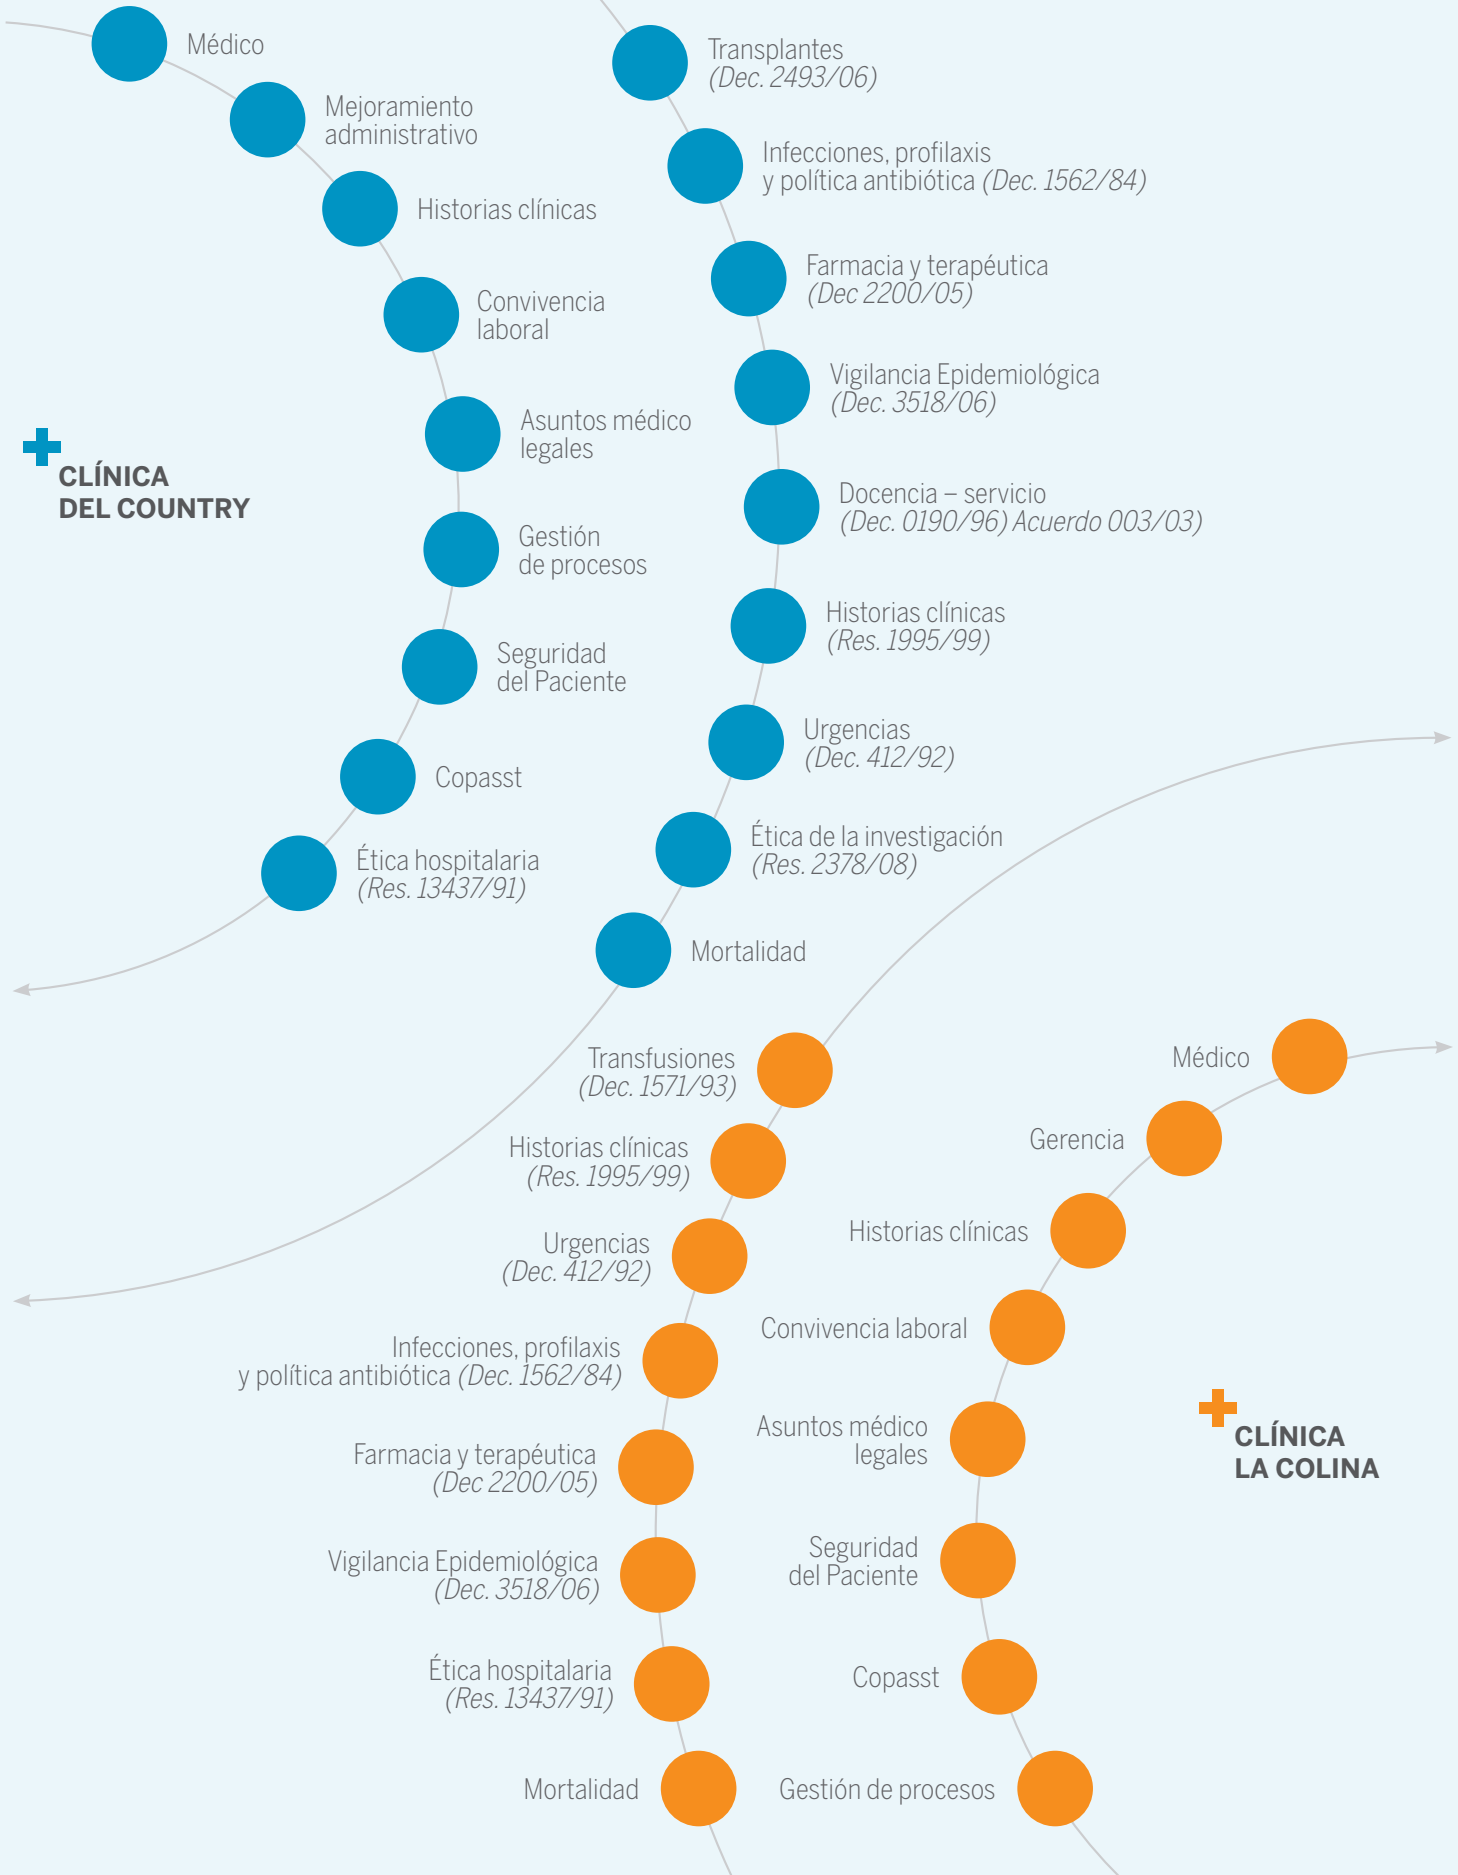 Médico
Mejoramiento
administrativo
Historias clínicas
Convivencia
laboral
Asuntos médico
legales
CLÍNICA
DEL COUNTRY
Gestión
de procesos
Seguridad
del Paciente
Copasst
Ética hospitalaria
(Res. 13437/91)
Transplantes
(Dec. 2493/06)
Infecciones, profilaxis
y política antibiótica (Dec. 1562/84)
Farmacia y terapéutica
(Dec 2200/05)
Vigilancia Epidemiológica
(Dec. 3518/06)
Docencia – servicio
(Dec. 0190/96) Acuerdo 003/03)
Historias clínicas
(Res. 1995/99)
Urgencias
(Dec. 412/92)
Ética de la investigación
(Res. 2378/08)
Mortalidad
Transfusiones
(Dec. 1571/93)
Historias clínicas
(Res. 1995/99)
Urgencias
(Dec. 412/92)
Infecciones, profilaxis
y política antibiótica (Dec. 1562/84)
Farmacia y terapéutica
(Dec 2200/05)
Vigilancia Epidemiológica
(Dec. 3518/06)
Ética hospitalaria
(Res. 13437/91)
Mortalidad
Médico
Gerencia
Historias clínicas
Convivencia laboral
Asuntos médico
legales
CLÍNICA
LA COLINA
Seguridad
del Paciente
Copasst
Gestión de procesos